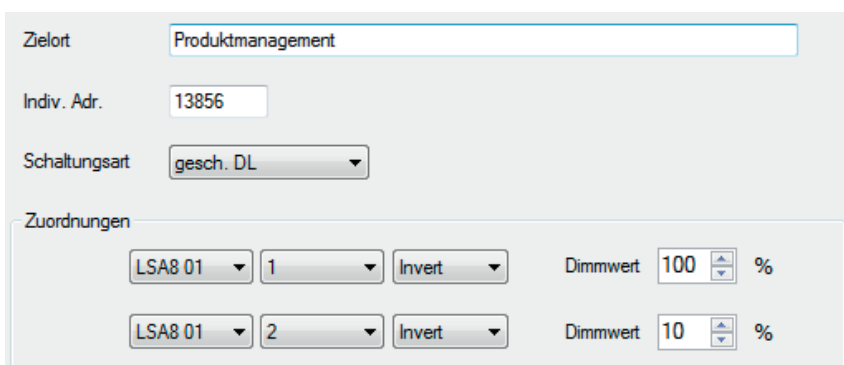 Zielort Produktmanagement
Indiv. Adr. 13856
Schaltungsart gesch. DL
Zuordnungen
LSA8 01 1 Invert Dimmwert 100 %
LSA8 01 2 Invert Dimmwert 10 %